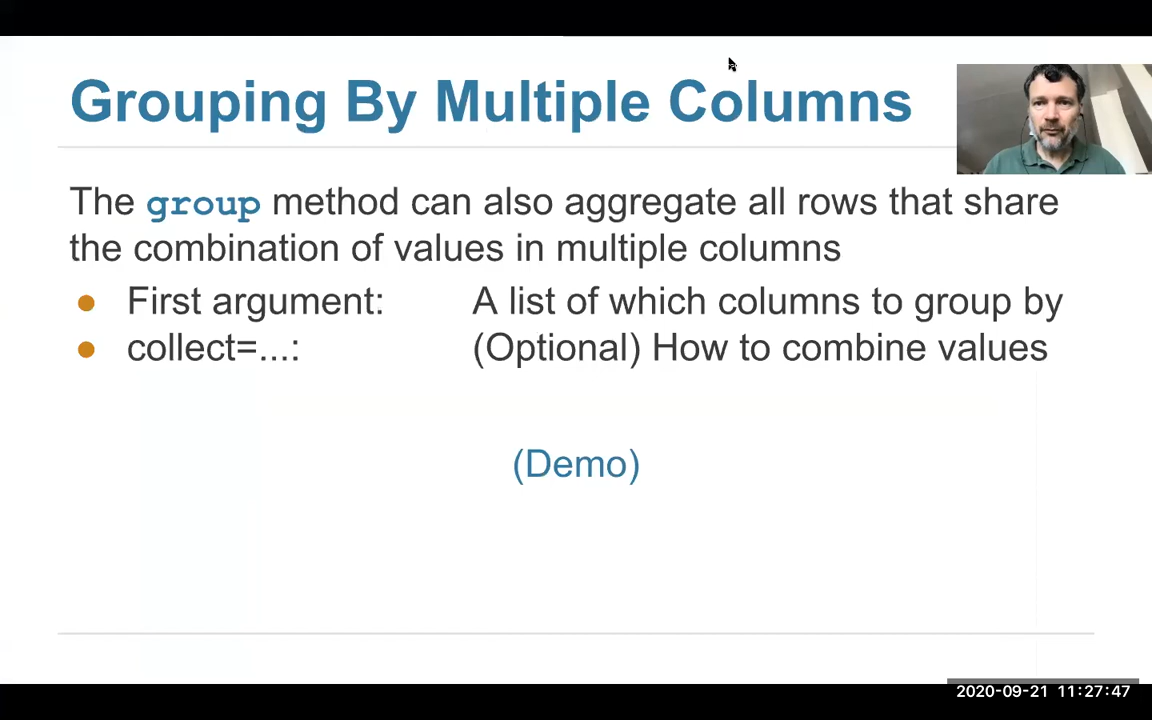 Grouping By Multiple Columns
The group method can also aggregate all rows that share
the combination of values in multiple columns
● First argument: A list of which columns to group by
● collect=...: (Optional) How to combine values
(Demo)
2020-09-21 11:27:47